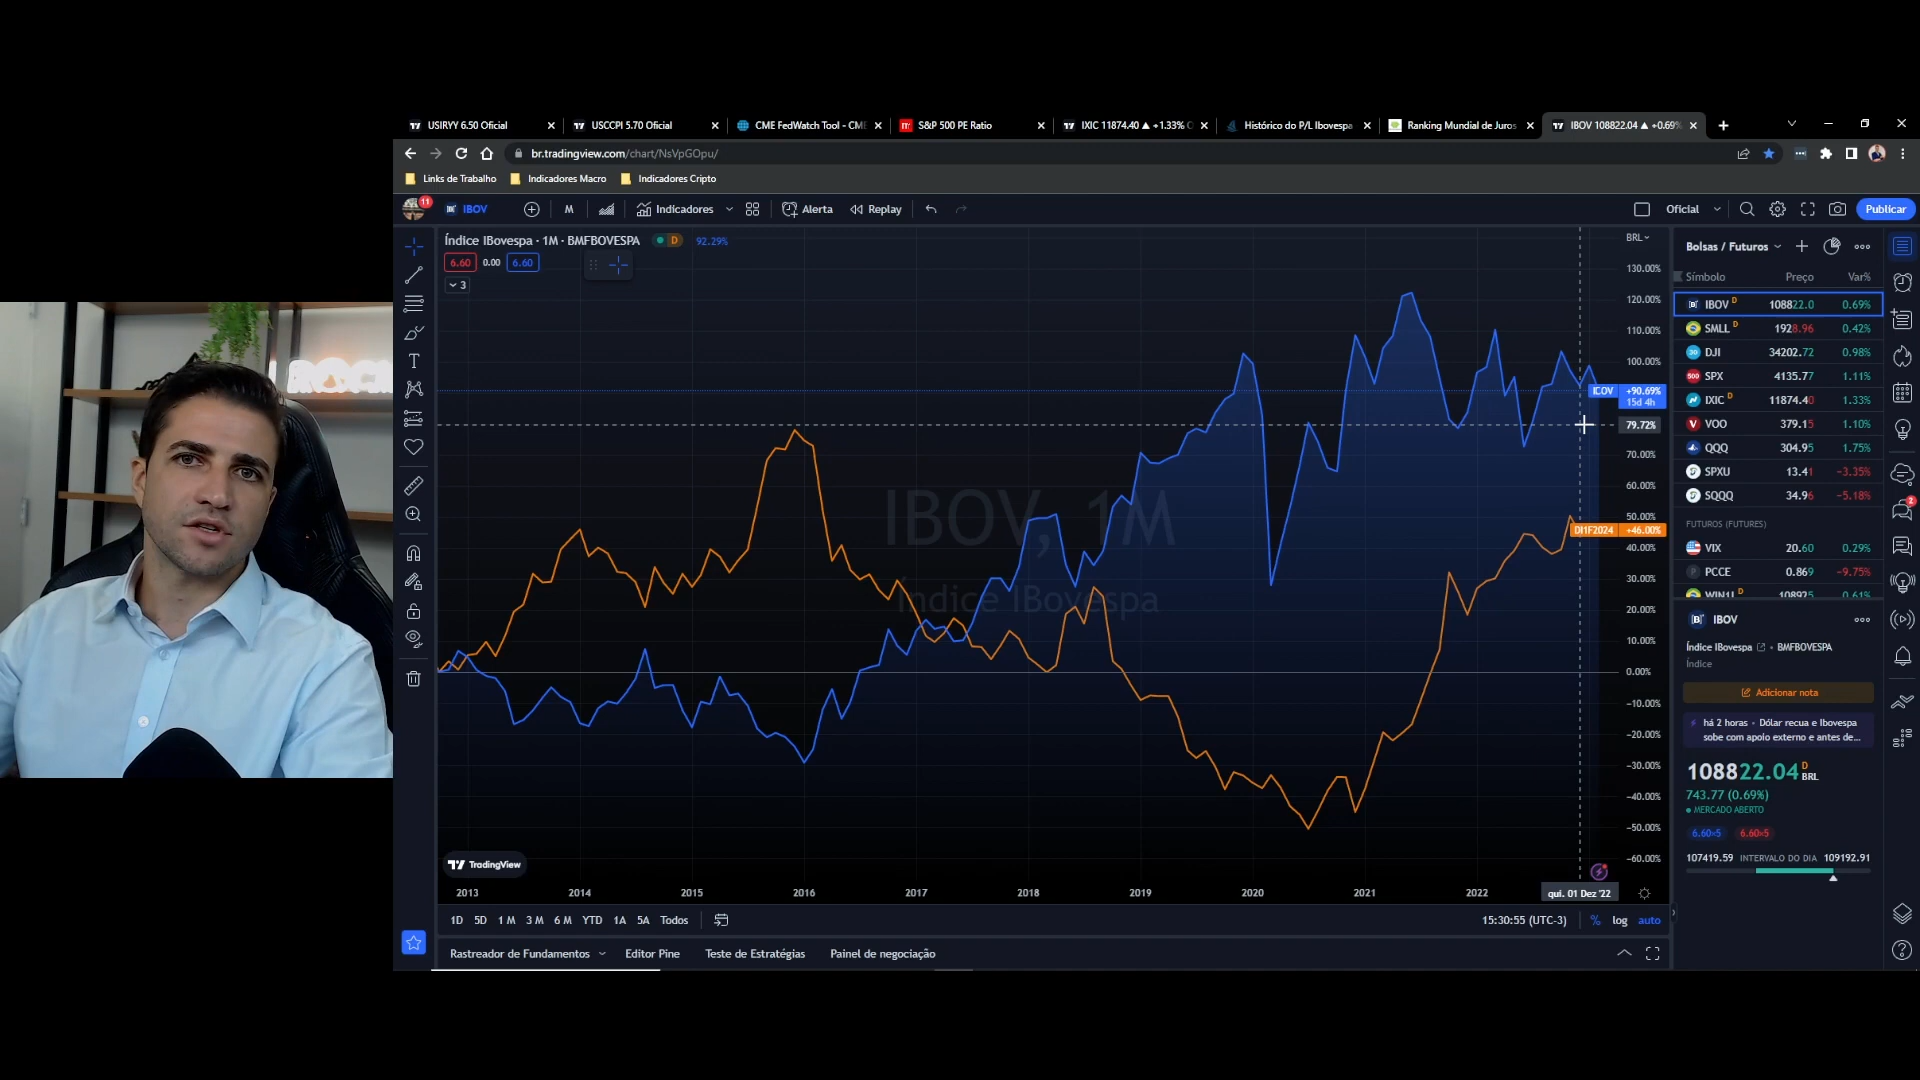 USIRYY 6.50 Oficial
USCCPI 5.70 Oficial
CME FedWatch Tool - CME
S&P 500 PE Ratio
IXIC 11874.40 ▲ +1.33% O
Histórico do P/L Ibovespa
Ranking Mundial de Juros
IBOV 108822.04 ▲ +0.69%
br.tradingview.com/chart/NsVpGOpu/
Links de Trabalho
Indicadores Macro
Indicadores Cripto
11
IBOV
M
Indicadores
Alerta
Replay
Oficial
Publicar
Índice IBovespa · 1M · BMFBOVESPA
D
92.29%
6.60
0.00
6.60
3
BRL
130.00%
120.00%
110.00%
100.00%
+90.69%
15d 4h
79.72%
70.00%
60.00%
50.00%
DI1F2024
+46.00%
40.00%
30.00%
20.00%
10.00%
0.00%
-10.00%
-20.00%
-30.00%
-40.00%
-50.00%
-60.00%
IBOV, 1M
Índice IBovespa
TradingView
2013
2014
2015
2016
2017
2018
2019
2020
2021
2022
qui. 01 Dez '22
1D
5D
1 M
3 M
6 M
YTD
1A
5A
Todos
15:30:55 (UTC-3)
%
log
auto
Rastreador de Fundamentos
Editor Pine
Teste de Estratégias
Painel de negociação
Bolsas / Futuros
Símbolo Preço Var%
IBOV D 108822.0 0.69%
SMLL D 1928.96 0.42%
DJI 34202.72 0.98%
SPX 4135.77 1.11%
IXIC D 11874.40 1.33%
VOO 379.15 1.10%
QQQ 304.95 1.75%
SPXU 13.41 −3.35%
SQQQ 34.96 −5.18%
FUTUROS (FUTURES)
VIX 20.60 0.29%
PCCE 0.869 −9.75%
WIN1! D 108925 0.61%
IBOV
Índice IBovespa • BMFBOVESPA
Índice
Adicionar nota
há 2 horas • Dólar recua e Ibovespa
sobe com apoio externo e antes de...
108822.04 D BRL
743.77 (0.69%)
MERCADO ABERTO
6.60×5
6.60×5
107419.59 INTERVALO DO DIA 109192.91
2